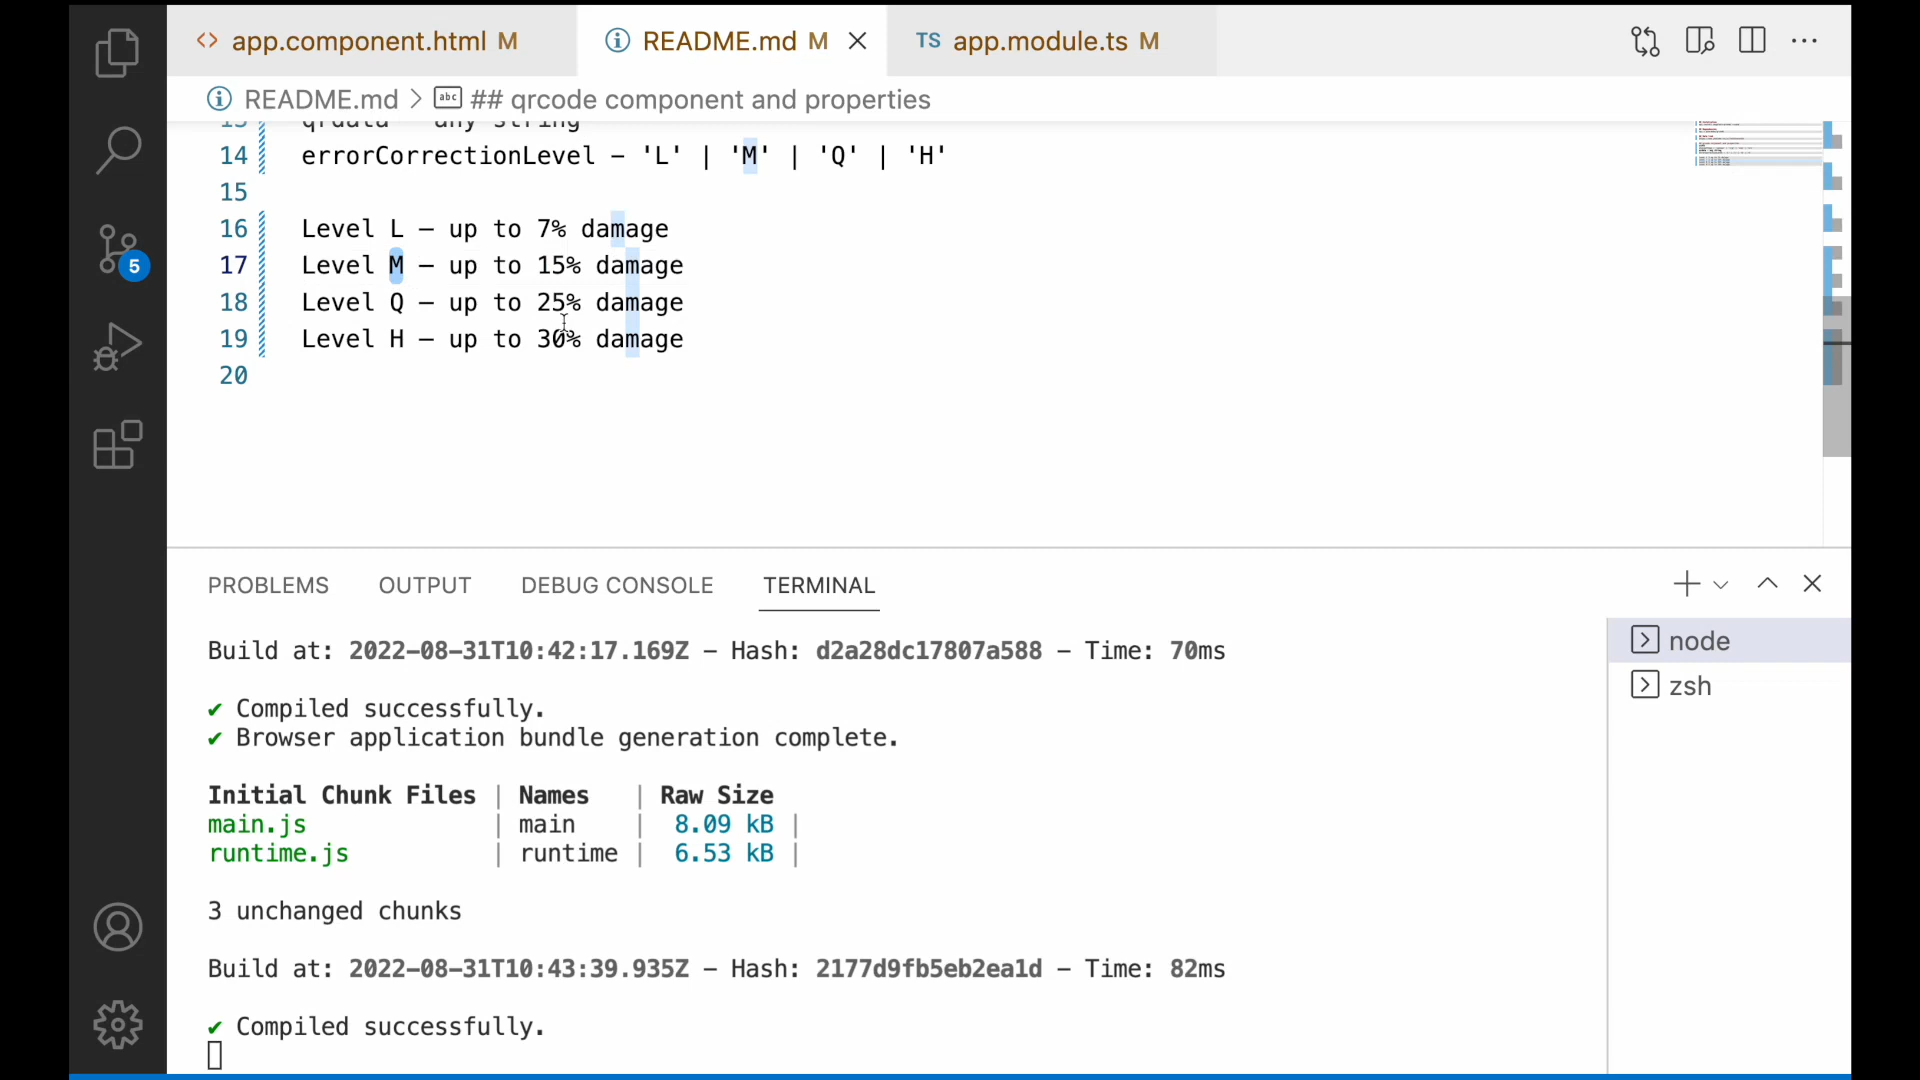 <> app.component.html M
README.md M
TS app.module.ts M
README.md > abc ## qrcode component and properties
13 qrdata - any string
14 errorCorrectionLevel - 'L' | 'M' | 'Q' | 'H'
15
16 Level L - up to 7% damage
17 Level M - up to 15% damage
18 Level Q - up to 25% damage
19 Level H - up to 30% damage
20
5
PROBLEMS OUTPUT DEBUG CONSOLE TERMINAL
Build at: 2022-08-31T10:42:17.169Z - Hash: d2a28dc17807a588 - Time: 70ms
✔ Compiled successfully.
✔ Browser application bundle generation complete.
Initial Chunk Files | Names | Raw Size
main.js | main | 8.09 kB |
runtime.js | runtime | 6.53 kB |
3 unchanged chunks
Build at: 2022-08-31T10:43:39.935Z - Hash: 2177d9fb5eb2ea1d - Time: 82ms
✔ Compiled successfully.
node
zsh